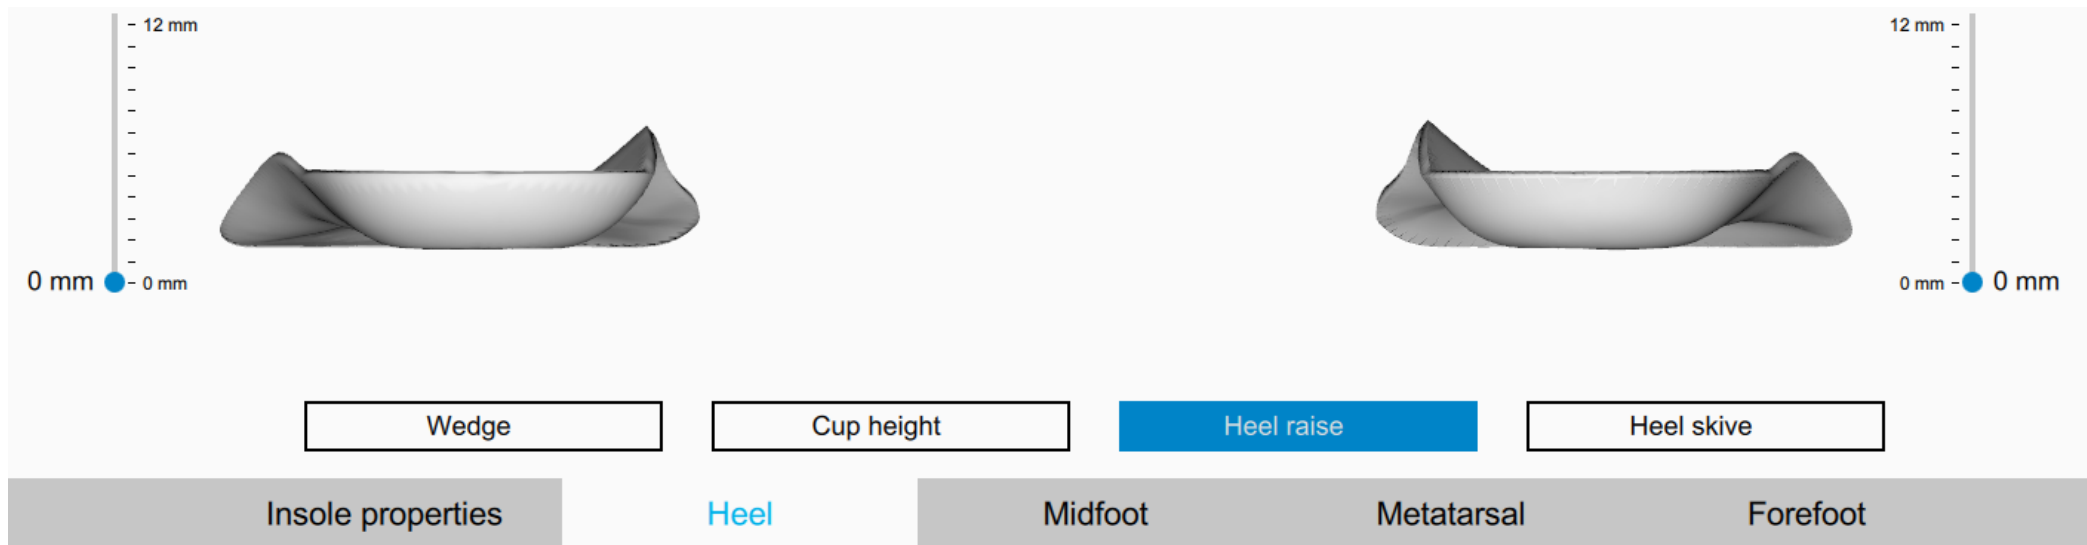 12 mm
12 mm
0 mm
0 mm
0 mm
0 mm
Wedge
Cup height
Heel raise
Heel skive
Insole properties
Heel
Midfoot
Metatarsal
Forefoot